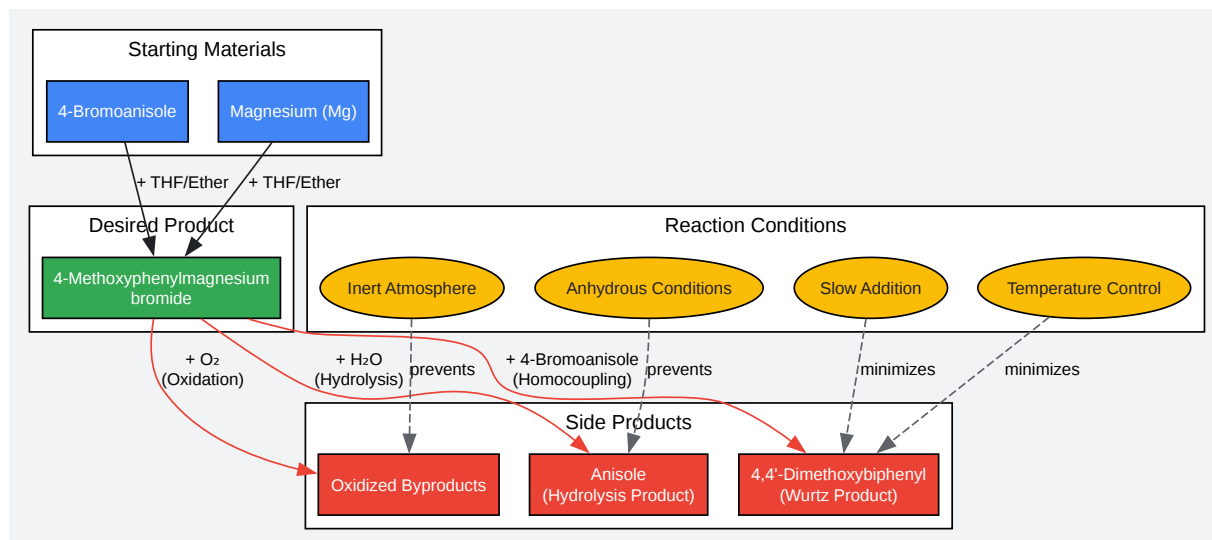 Starting Materials
4-Bromoanisole
Magnesium (Mg)
+ THF/Ether
+ THF/Ether
Desired Product
4-Methoxyphenylmagnesium
bromide
Reaction Conditions
Inert Atmosphere
Anhydrous Conditions
Slow Addition
Temperature Control
+ O₂
(Oxidation)
+ H₂O
(Hydrolysis)
prevents
+ 4-Bromoanisole
(Homocoupling)
prevents
minimizes
minimizes
Side Products
Oxidized Byproducts
Anisole
(Hydrolysis Product)
4,4'-Dimethoxybiphenyl
(Wurtz Product)